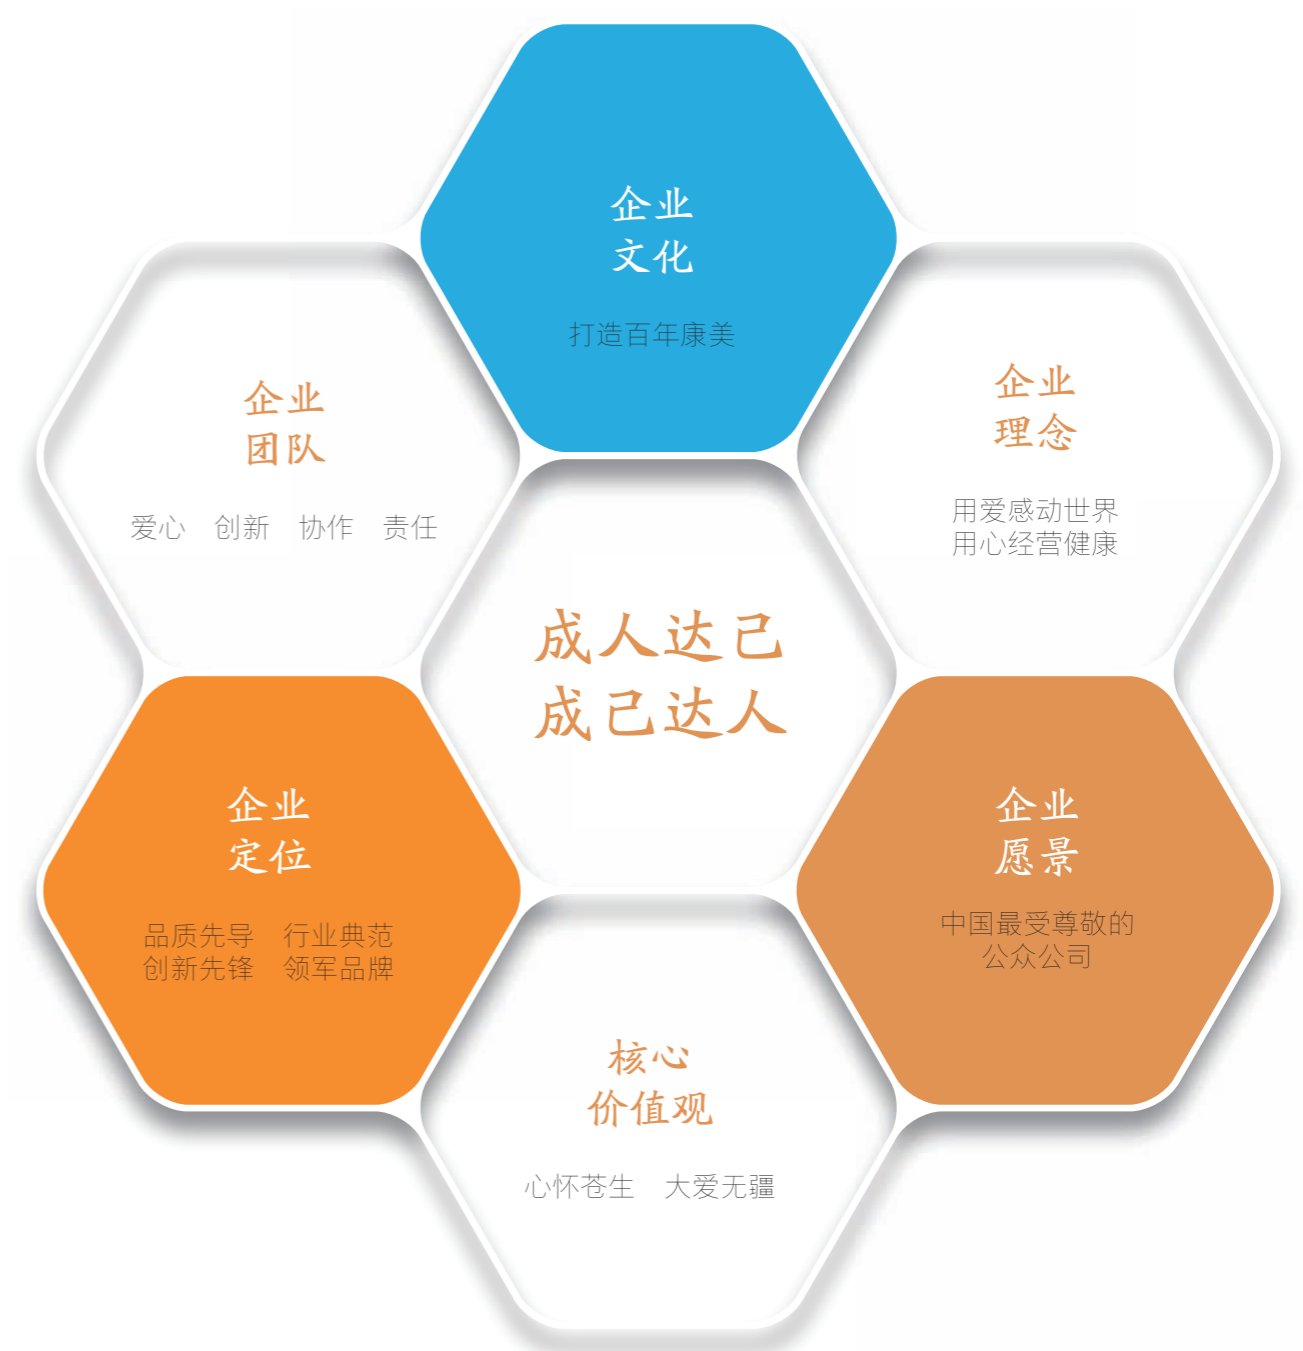 企业
文化
打造百年康美
企业
团队
爱心 创新 协作 责任
企业
理念
用爱感动世界
用心经营健康
成人达己
成己达人
企业
定位
品质先导 行业典范
创新先锋 领军品牌
企业
愿景
中国最受尊敬的
公众公司
核心
价值观
心怀苍生 大爱无疆